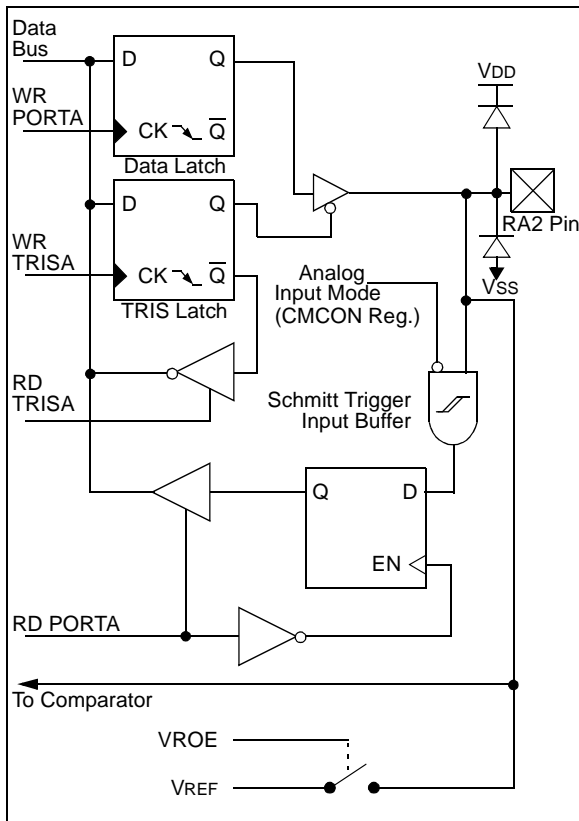 Data
Bus
D
Q
VDD
WR
PORTA
CK
Q
Data Latch
D
Q
RA2 Pin
WR
TRISA
CK
Q
VSS
TRIS Latch
Analog
Input Mode
(CMCON Reg.)
RD
TRISA
Schmitt Trigger
Input Buffer
Q
D
EN
RD PORTA
To Comparator
VROE
VREF